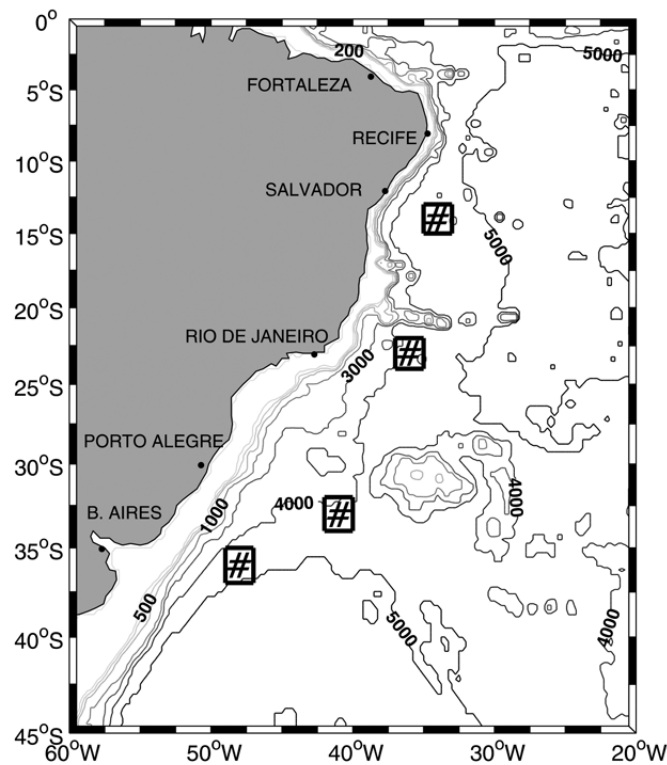 0°
200
5000
FORTALEZA
5°S
RECIFE
10°S
SALVADOR
#
15°S
5000
20°S
RIO DE JANEIRO
#
3000
25°S
PORTO ALEGRE
30°S
4000
4000
#
1000
B. AIRES
35°S
#
500
5000
4000
40°S
45°S
60°W 50°W 40°W 30°W 20°W